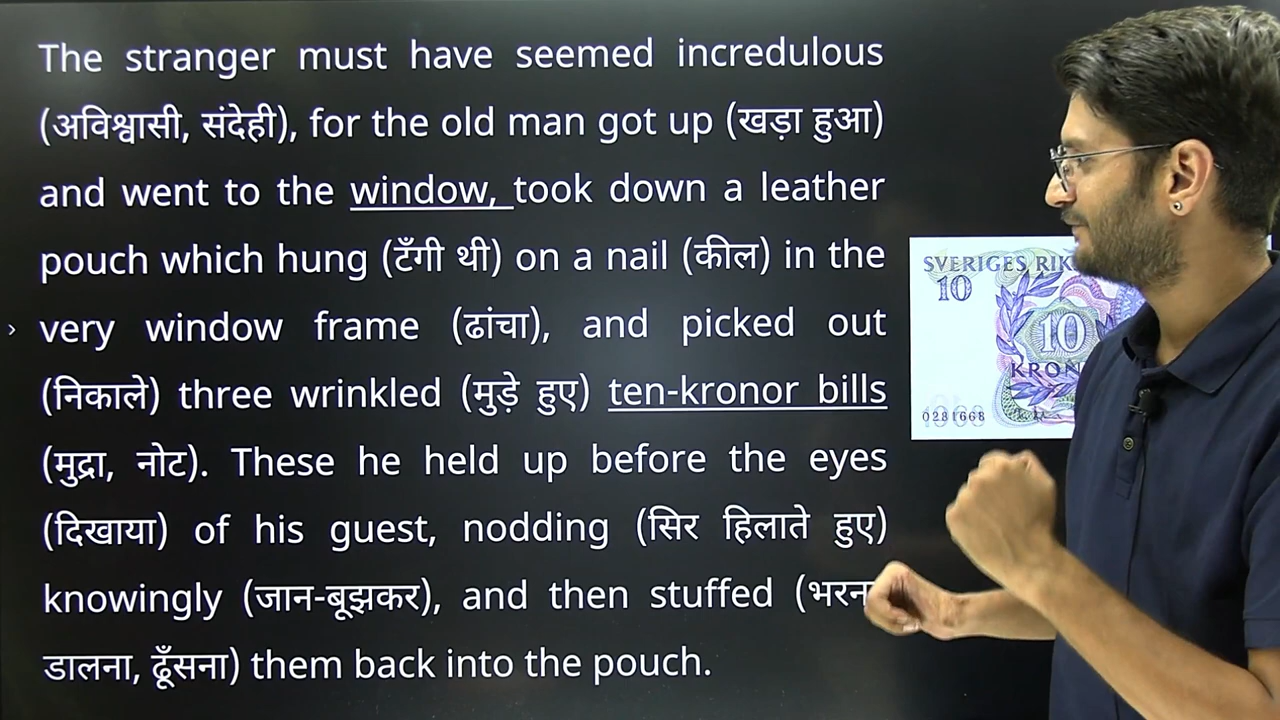 The stranger must have seemed incredulous
(अविश्वासी, संदेही), for the old man got up (खड़ा हुआ)
and went to the window, took down a leather
pouch which hung (टँगी थी) on a nail (कील) in the
very window frame (ढांचा), and picked out
(निकाले) three wrinkled (मुड़े हुए) ten-kronor bills
(मुद्रा, नोट). These he held up before the eyes
(दिखाया) of his guest, nodding (सिर हिलाते हुए)
knowingly (जान-बूझकर), and then stuffed
डालना, ढूँसना) them back into the pouch.
SVERIGES
10
10
0281668